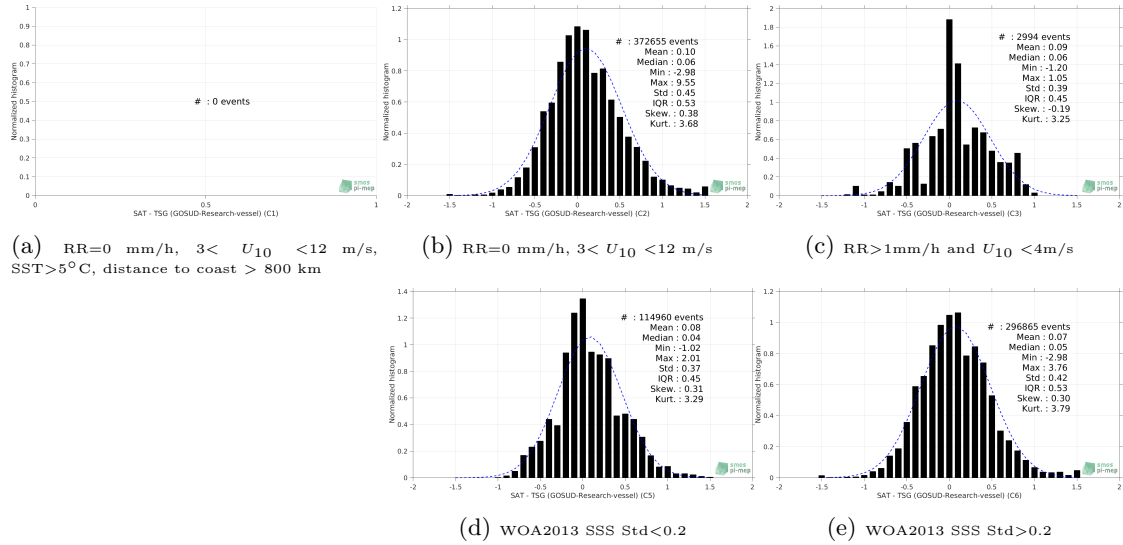 1
0.9
0.8
0.7
0.6
0.5
0.4
0.3
0.2
0.1
0
Normalized histogram
# : 0 events
smos
pi-mep
0 0.5 1
SAT - TSG (GOSUD-Research-vessel) (C1)
(a) RR=0 mm/h, 3< U10 <12 m/s,
SST>5°C, distance to coast > 800 km
1.2
1
0.8
0.6
0.4
0.2
0
Normalized histogram
# : 372655 events
Mean : 0.10
Median : 0.06
Min : -2.98
Max : 9.55
Std : 0.45
IQR : 0.53
Skew. : 0.38
Kurt. : 3.68
smos
pi-mep
-2 -1.5 -1 -0.5 0 0.5 1 1.5 2
SAT - TSG (GOSUD-Research-vessel) (C2)
(b) RR=0 mm/h, 3< U10 <12 m/s
2
1.8
1.6
1.4
1.2
1
0.8
0.6
0.4
0.2
0
Normalized histogram
# : 2994 events
Mean : 0.09
Median : 0.06
Min : -1.20
Max : 1.05
Std : 0.39
IQR : 0.45
Skew. : -0.19
Kurt. : 3.25
smos
pi-mep
-2 -1.5 -1 -0.5 0 0.5 1 1.5 2
SAT - TSG (GOSUD-Research-vessel) (C3)
(c) RR>1mm/h and U10 <4m/s
1.4
1.2
1
0.8
0.6
0.4
0.2
0
Normalized histogram
# : 114960 events
Mean : 0.08
Median : 0.04
Min : -1.02
Max : 2.01
Std : 0.37
IQR : 0.45
Skew. : 0.31
Kurt. : 3.29
smos
pi-mep
-2 -1.5 -1 -0.5 0 0.5 1 1.5 2
SAT - TSG (GOSUD-Research-vessel) (C5)
(d) WOA2013 SSS Std<0.2
1.2
1
0.8
0.6
0.4
0.2
0
Normalized histogram
# : 296865 events
Mean : 0.07
Median : 0.05
Min : -2.98
Max : 3.76
Std : 0.42
IQR : 0.53
Skew. : 0.30
Kurt. : 3.79
smos
pi-mep
-2 -1.5 -1 -0.5 0 0.5 1 1.5 2
SAT - TSG (GOSUD-Research-vessel) (C6)
(e) WOA2013 SSS Std>0.2